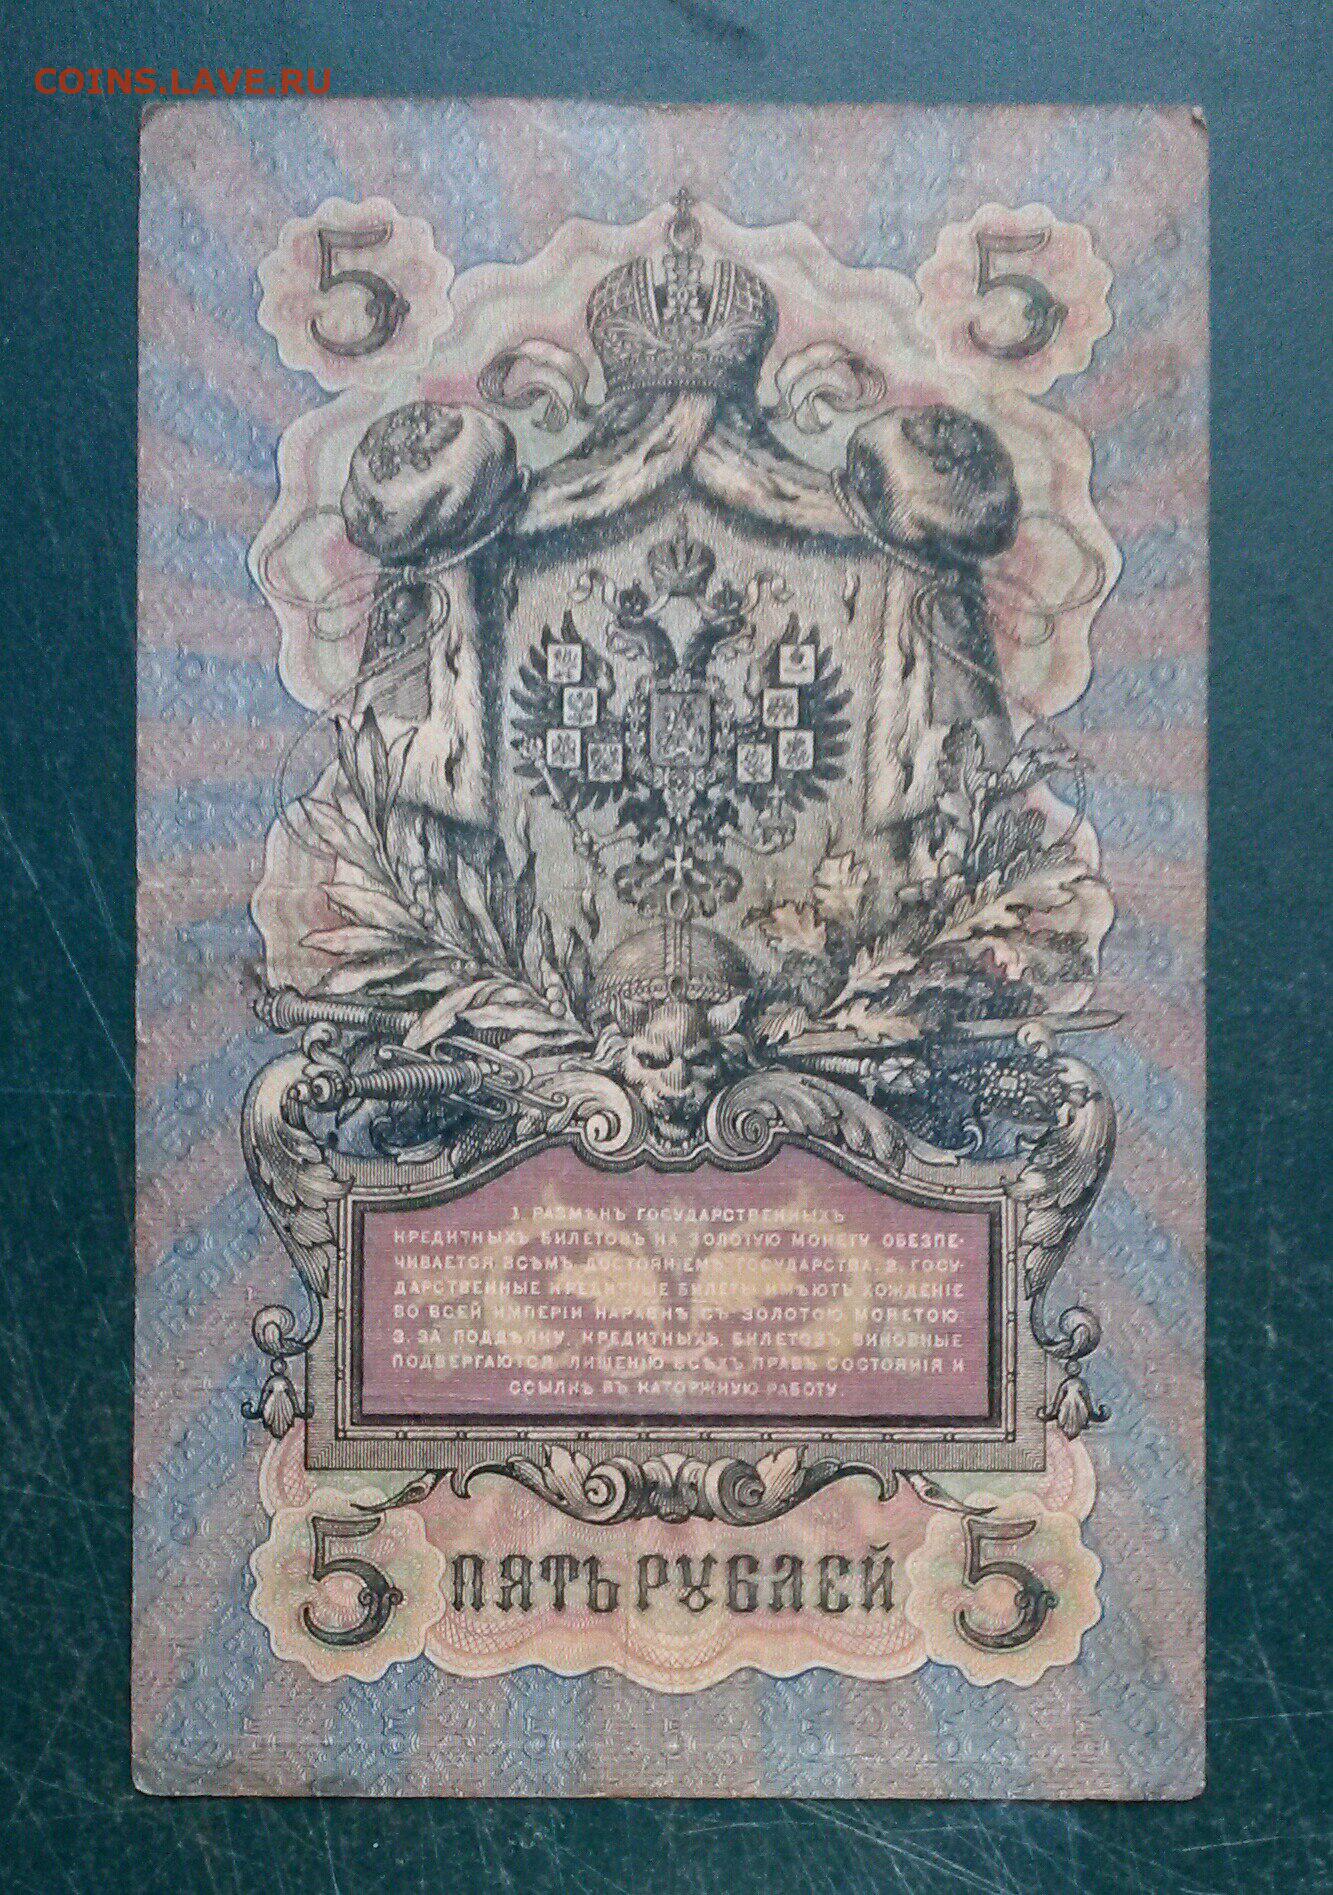 COINS.LAVE.RU
5 5
1. РАЗМѢНЪ ГОСУДАРСТВЕННЫХЪ
КРЕДИТНЫХЪ БИЛЕТОВЪ НА ЗОЛОТУЮ МОНЕТУ ОБЕЗПЕ-
ЧИВАЕТСЯ ВСѢМЪ ДОСТОЯНІЕМЪ ГОСУДАРСТВА. 2. ГОСУ-
ДАРСТВЕННЫЕ КРЕДИТНЫЕ БИЛЕТЫ ИМѢЮТЪ ХОЖДЕНІЕ
ВО ВСЕЙ ИМПЕРІИ НАРАВНѢ СЪ ЗОЛОТОЮ МОНЕТОЮ.
3. ЗА ПОДДѢЛКУ КРЕДИТНЫХЪ БИЛЕТОВЪ ВИНОВНЫЕ
ПОДВЕРГАЮТСЯ ЛИШЕНІЮ ВСѢХЪ ПРАВЪ СОСТОЯНІЯ И
ССЫЛКѢ ВЪ КАТОРЖНУЮ РАБОТУ.
5 ПЯТЬ РУБЛЕЙ 5